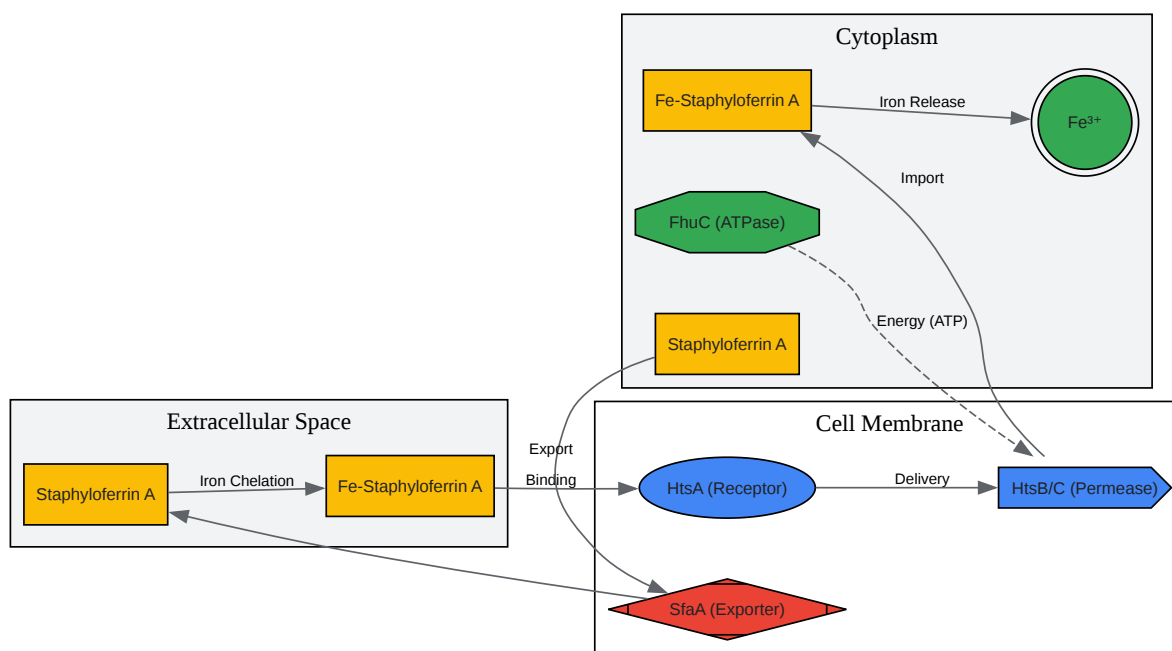 Cytoplasm
Fe-Staphyloferrin A
Iron Release
Fe³⁺
Import
FhuC (ATPase)
Energy (ATP)
Staphyloferrin A
Extracellular Space
Cell Membrane
Staphyloferrin A
Iron Chelation
Fe-Staphyloferrin A
Export
Binding
HtsA (Receptor)
Delivery
HtsB/C (Permease)
SfaA (Exporter)